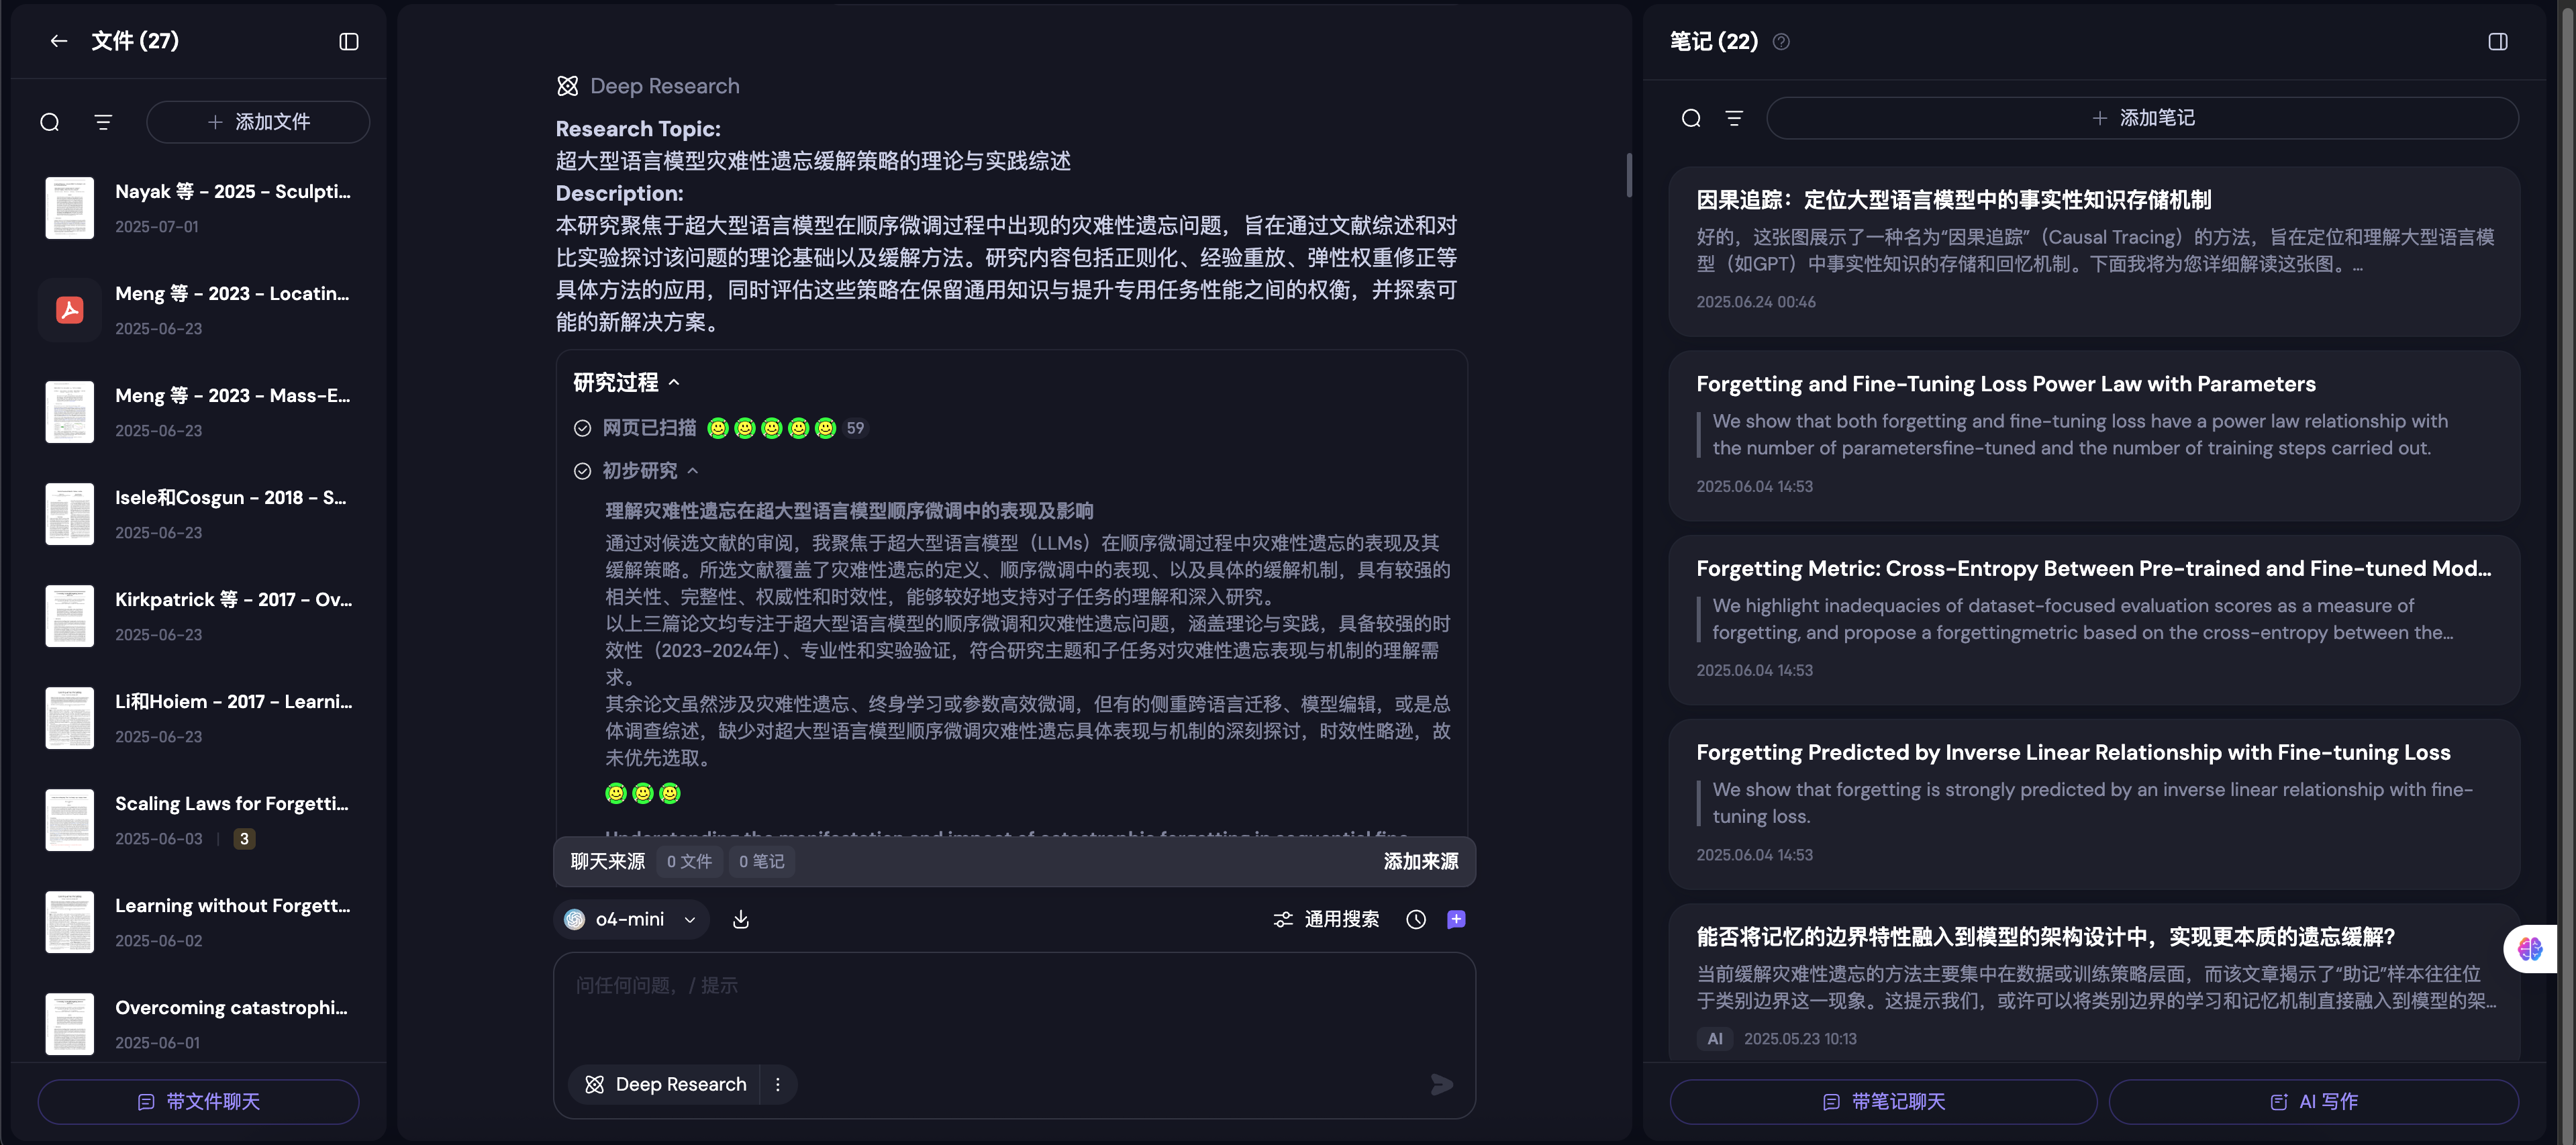 文件 (27)
添加文件
Nayak 等 - 2025 - Sculpti...
2025-07-01
Meng 等 - 2023 - Locatin...
2025-06-23
Meng 等 - 2023 - Mass-E...
2025-06-23
Isele和Cosgun - 2018 - S...
2025-06-23
Kirkpatrick 等 - 2017 - Ov...
2025-06-23
Li和Hoiem - 2017 - Learni...
2025-06-23
Scaling Laws for Forgetti...
2025-06-03 | 3
Learning without Forgett...
2025-06-02
Overcoming catastrophi...
2025-06-01
带文件聊天
Deep Research
Research Topic:
超大型语言模型灾难性遗忘缓解策略的理论与实践综述
Description:
本研究聚焦于超大型语言模型在顺序微调过程中出现的灾难性遗忘问题，旨在通过文献综述和对
比实验探讨该问题的理论基础以及缓解方法。研究内容包括正则化、经验重放、弹性权重修正等
具体方法的应用，同时评估这些策略在保留通用知识与提升专用任务性能之间的权衡，并探索可
能的新解决方案。
研究过程
网页已扫描 59
初步研究
理解灾难性遗忘在超大型语言模型顺序微调中的表现及影响
通过对候选文献的审阅，我聚焦于超大型语言模型（LLMs）在顺序微调过程中灾难性遗忘的表现及其
缓解策略。所选文献覆盖了灾难性遗忘的定义、顺序微调中的表现、以及具体的缓解机制，具有较强的
相关性、完整性、权威性和时效性，能够较好地支持对子任务的理解和深入研究。
以上三篇论文均专注于超大型语言模型的顺序微调和灾难性遗忘问题，涵盖理论与实践，具备较强的时
效性（2023-2024年）、专业性和实验验证，符合研究主题和子任务对灾难性遗忘表现与机制的理解需
求。
其余论文虽然涉及灾难性遗忘、终身学习或参数高效微调，但有的侧重跨语言迁移、模型编辑，或是总
体调查综述，缺少对超大型语言模型顺序微调灾难性遗忘具体表现与机制的深刻探讨，时效性略逊，故
未优先选取。
Understanding the manifestation and impact of catastrophic forgetting in sequential fine-
聊天来源 0 文件 0 笔记 添加来源
o4-mini 通用搜索
问任何问题，/ 提示
Deep Research
笔记 (22)
添加笔记
因果追踪：定位大型语言模型中的事实性知识存储机制
好的，这张图展示了一种名为“因果追踪”（Causal Tracing）的方法，旨在定位和理解大型语言模
型（如GPT）中事实性知识的存储和回忆机制。下面我将为您详细解读这张图。...
2025.06.24 00:46
Forgetting and Fine-Tuning Loss Power Law with Parameters
We show that both forgetting and fine-tuning loss have a power law relationship with
the number of parametersfine-tuned and the number of training steps carried out.
2025.06.04 14:53
Forgetting Metric: Cross-Entropy Between Pre-trained and Fine-tuned Mod...
We highlight inadequacies of dataset-focused evaluation scores as a measure of
forgetting, and propose a forgettingmetric based on the cross-entropy between the...
2025.06.04 14:53
Forgetting Predicted by Inverse Linear Relationship with Fine-tuning Loss
We show that forgetting is strongly predicted by an inverse linear relationship with fine-
tuning loss.
2025.06.04 14:53
能否将记忆的边界特性融入到模型的架构设计中，实现更本质的遗忘缓解？
当前缓解灾难性遗忘的方法主要集中在数据或训练策略层面，而该文章揭示了“助记”样本往往位
于类别边界这一现象。这提示我们，或许可以将类别边界的学习和记忆机制直接融入到模型的架...
AI 2025.05.23 10:13
带笔记聊天
AI 写作